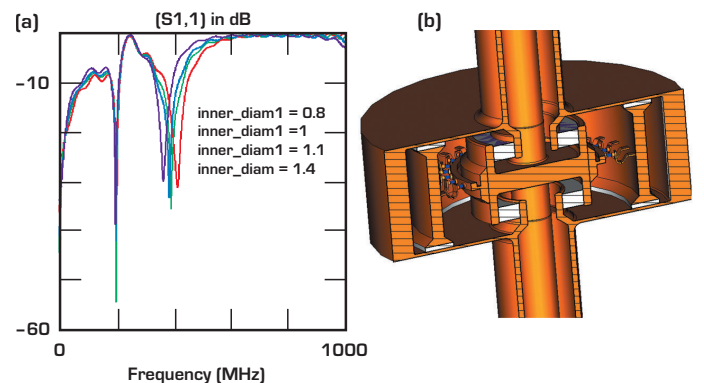 (a)
(S1,1) in dB
(b)
–10
inner_diam1 = 0.8
inner_diam1 =1
inner_diam1 = 1.1
inner_diam = 1.4
–60
0
1000
Frequency (MHz)